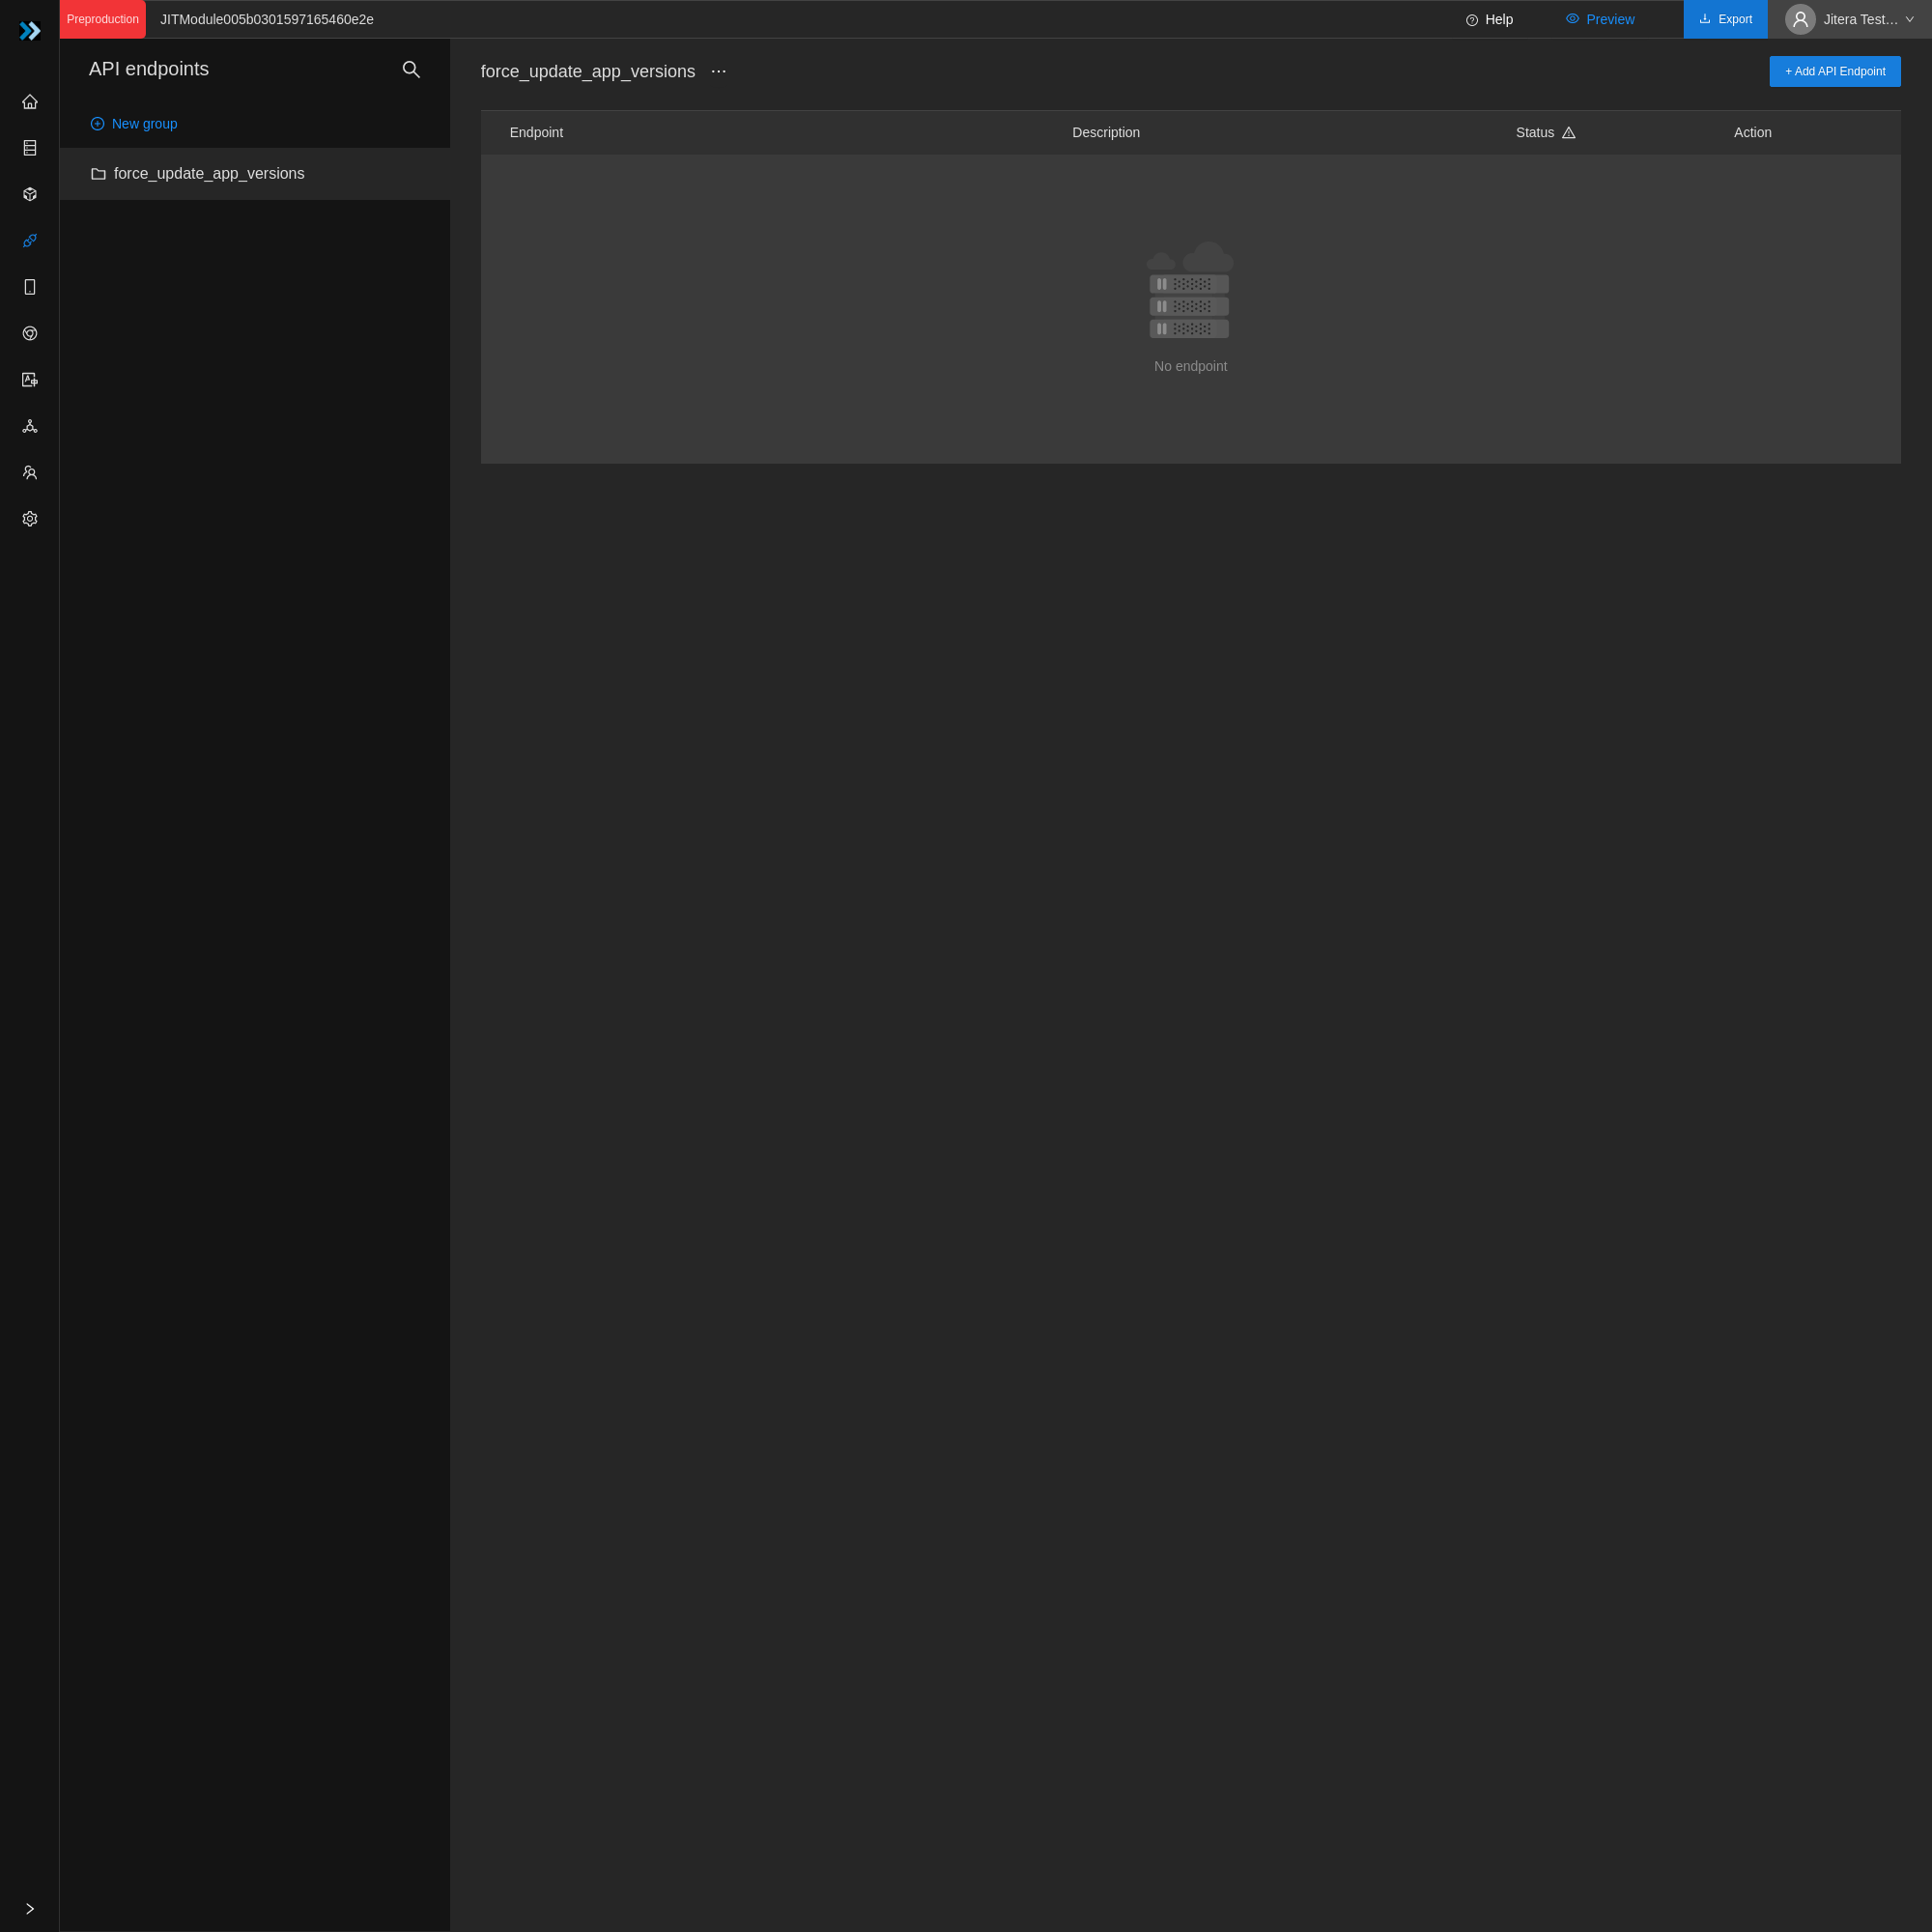 Preproduction
JITModule005b0301597165460e2e
Help
Preview
Export
Jitera Test…
API endpoints
New group
force_update_app_versions
force_update_app_versions ···
+ Add API Endpoint
Endpoint
Description
Status
Action
No endpoint